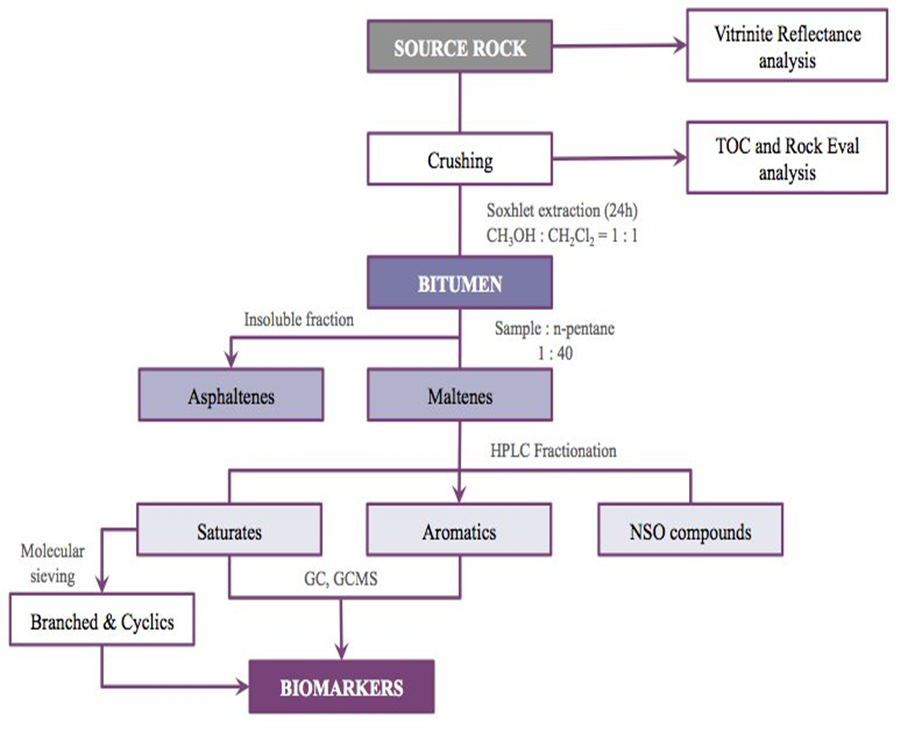 SOURCE ROCK
Vitrinite Reflectance
analysis
Crushing
TOC and Rock Eval
analysis
Soxhlet extraction (24h)
CH₃OH : CH₂Cl₂ = 1 : 1
BITUMEN
Insoluble fraction
Sample : n-pentane
1 : 40
Asphaltenes
Maltenes
HPLC Fractionation
Saturates
Aromatics
NSO compounds
Molecular
sieving
GC, GCMS
Branched & Cyclics
BIOMARKERS